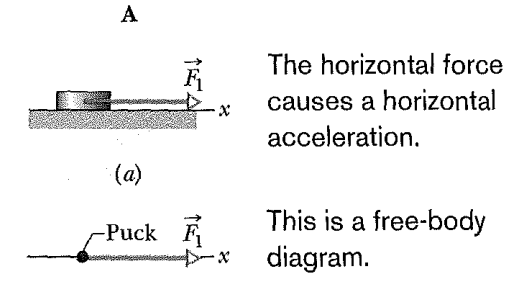 A
F⃗₁
x
The horizontal force
causes a horizontal
acceleration.
(a)
Puck
F⃗₁
x
This is a free-body
diagram.